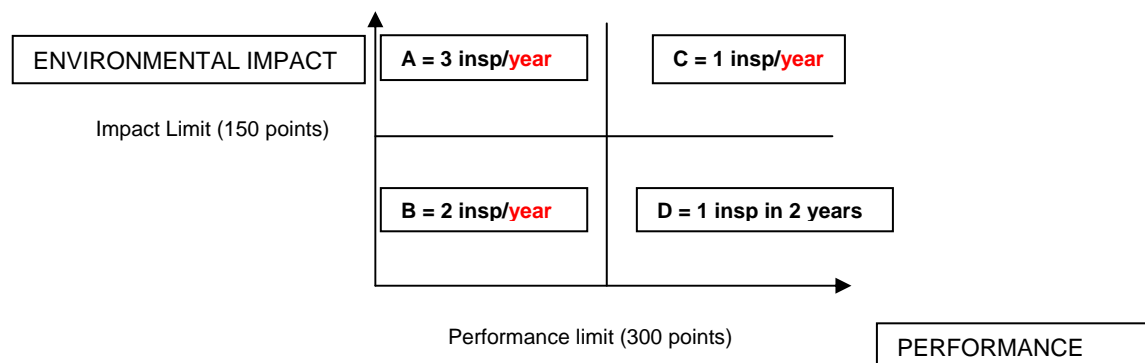 A = 3 insp/year
C = 1 insp/year
ENVIRONMENTAL IMPACT
Impact Limit (150 points)
B = 2 insp/year
D = 1 insp in 2 years
Performance limit (300 points)
PERFORMANCE